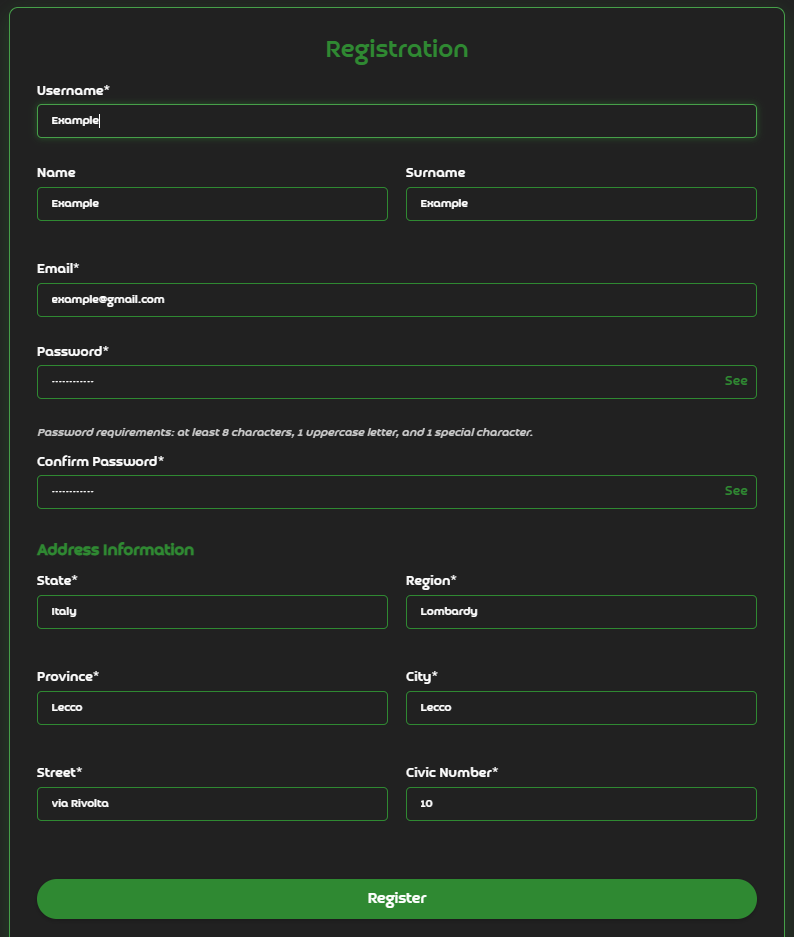 Registration
Username*
Example
Name Surname
Example Example
Email*
example@gmail.com
Password*
------------ See
Password requirements: at least 8 characters, 1 uppercase letter, and 1 special character.
Confirm Password*
------------ See
Address Information
State* Region*
Italy Lombardy
Province* City*
Lecco Lecco
Street* Civic Number*
via Rivolta 10
Register